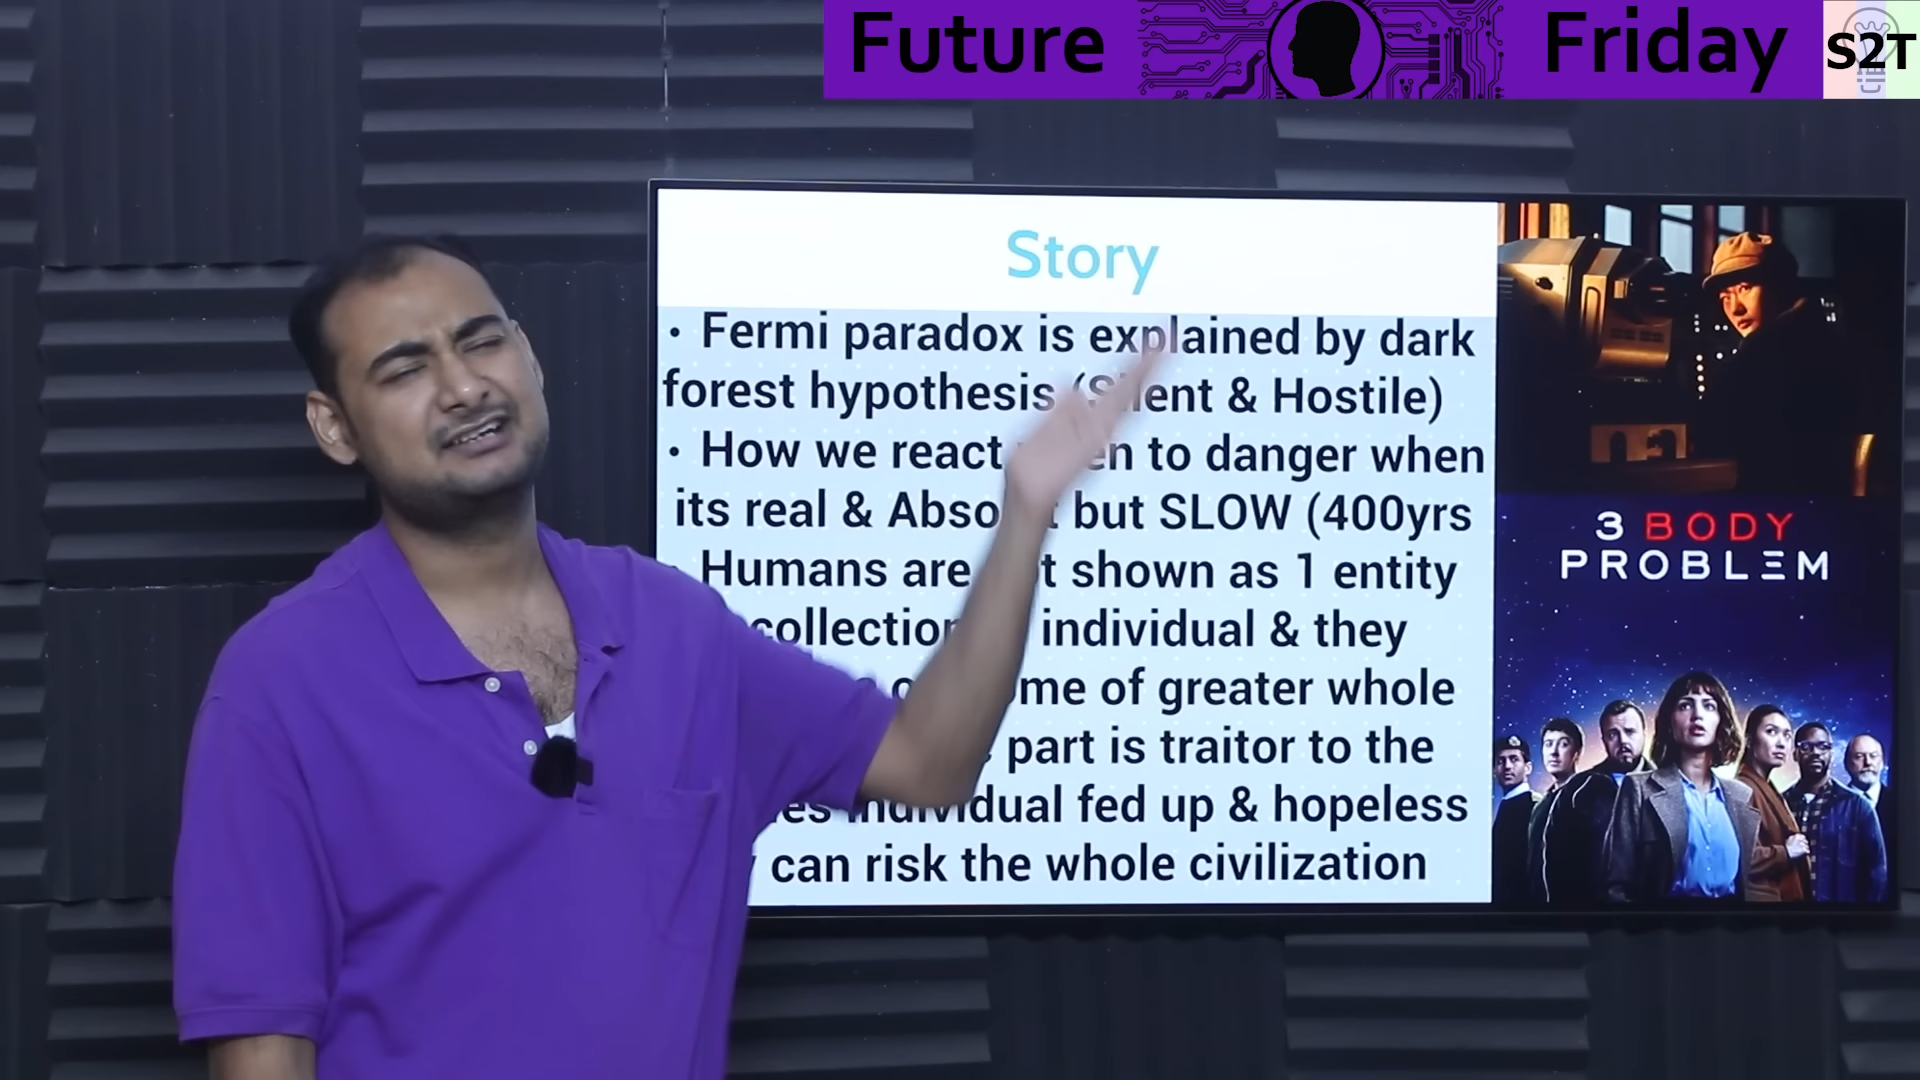 Future Friday S2T
Story
• Fermi paradox is explained by dark
forest hypothesis & Hostile)
• How we react to danger when
its real & but SLOW (400yrs
Humans are shown as 1 entity
individual & they
of greater whole
part is traitor to the
individual fed up & hopeless
can risk the whole civilization
3 BODY
PROBLEM